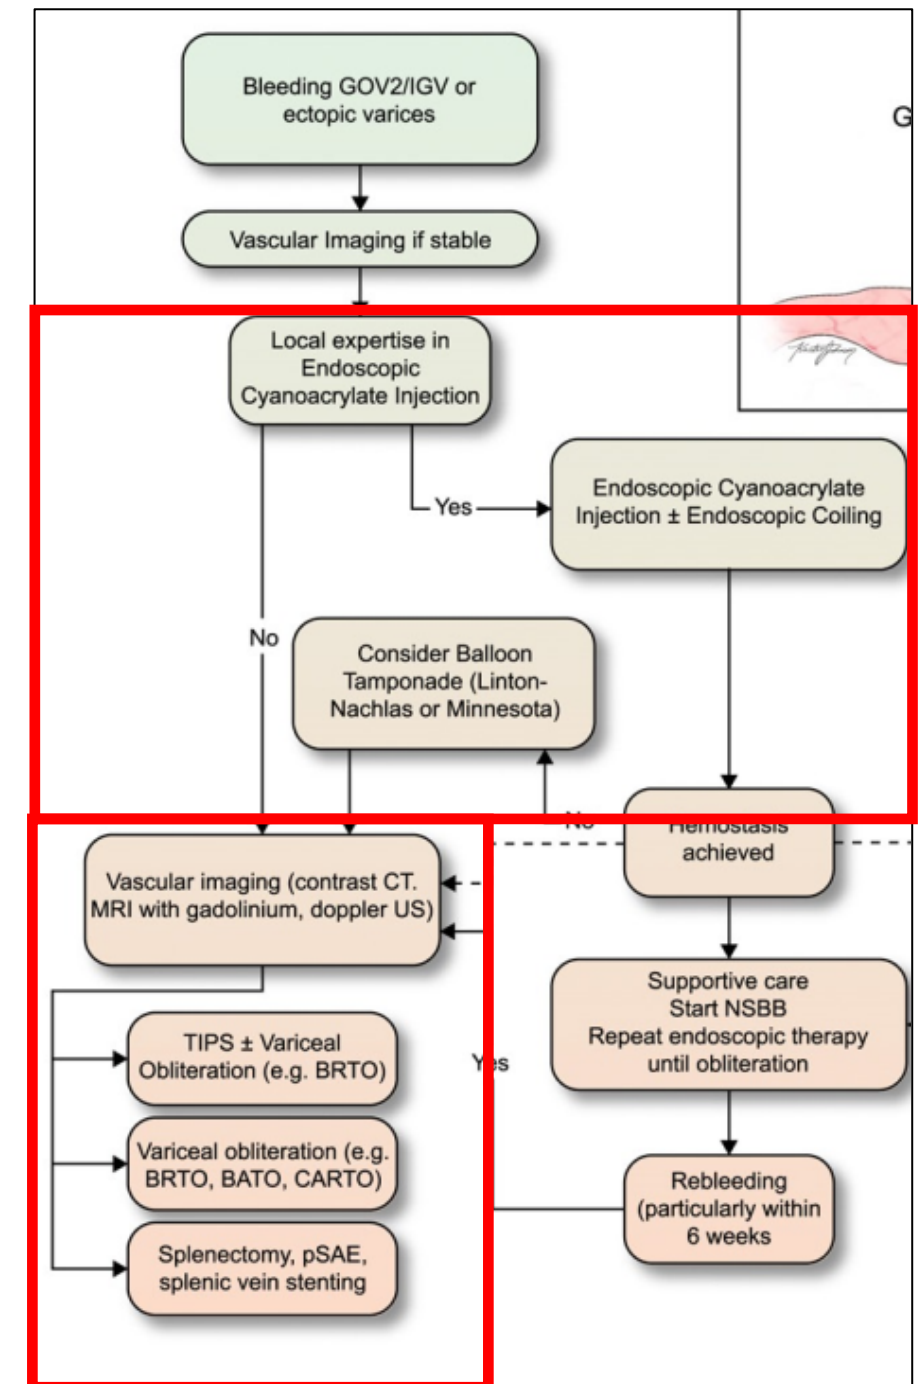 Bleeding GOV2/IGV or
ectopic varices
G
Vascular Imaging if stable
Local expertise in
Endoscopic
Cyanoacrylate Injection
Yes
Endoscopic Cyanoacrylate
Injection ± Endoscopic Coiling
No
Consider Balloon
Tamponade (Linton-
Nachlas or Minnesota)
No
Hemostasis
achieved
Vascular imaging (contrast CT.
MRI with gadolinium, doppler US)
Supportive care
Start NSBB
Repeat endoscopic therapy
until obliteration
TIPS ± Variceal
Obliteration (e.g. BRTO)
Yes
Variceal obliteration (e.g.
BRTO, BATO, CARTO)
Rebleeding
(particularly within
6 weeks
Splenectomy, pSAE,
splenic vein stenting